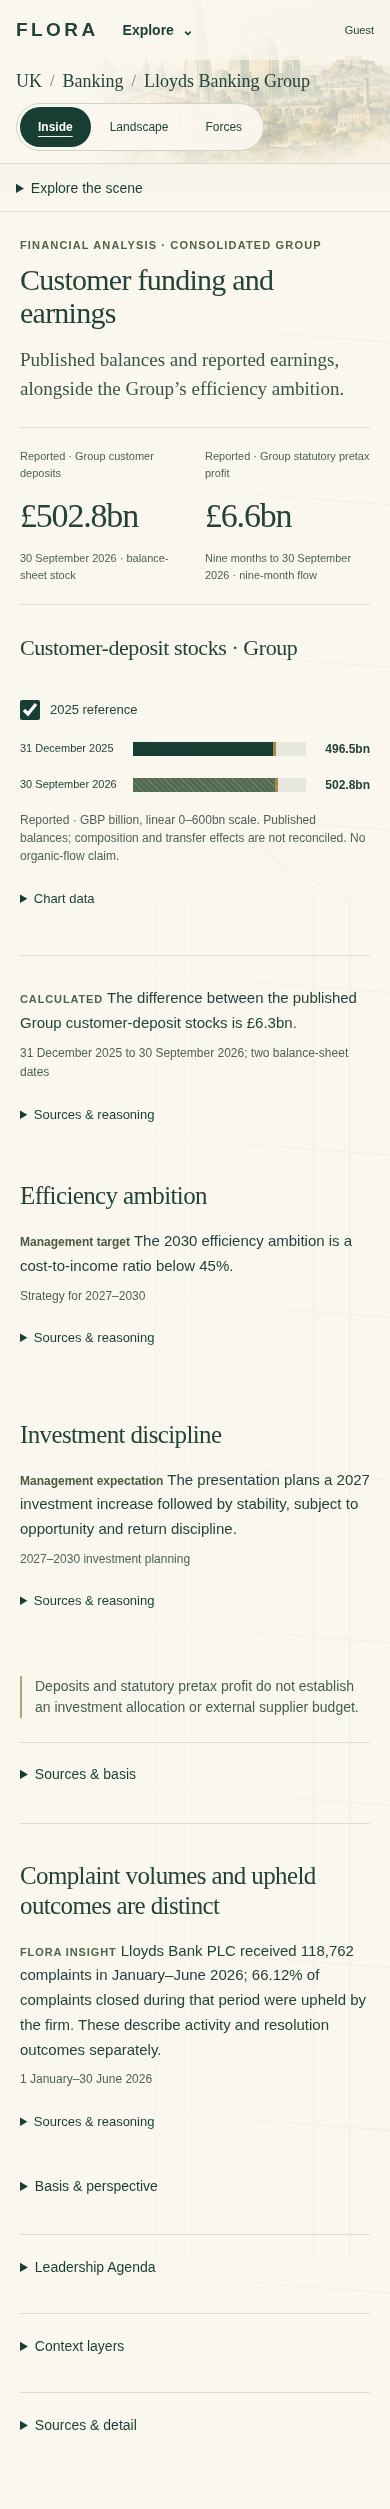 FLORA Explore Guest
UK / Banking / Lloyds Banking Group
Inside Landscape Forces
Explore the scene
FINANCIAL ANALYSIS · CONSOLIDATED GROUP
Customer funding and
earnings
Published balances and reported earnings,
alongside the Group’s efficiency ambition.
Reported · Group customer
deposits
£502.8bn
30 September 2026 · balance-
sheet stock
Reported · Group statutory pretax
profit
£6.6bn
Nine months to 30 September
2026 · nine-month flow
Customer-deposit stocks · Group
2025 reference
31 December 2025 496.5bn
30 September 2026 502.8bn
Reported · GBP billion, linear 0–600bn scale. Published
balances; composition and transfer effects are not reconciled. No
organic-flow claim.
Chart data
CALCULATED The difference between the published
Group customer-deposit stocks is £6.3bn.
31 December 2025 to 30 September 2026; two balance-sheet
dates
Sources & reasoning
Efficiency ambition
Management target The 2030 efficiency ambition is a
cost-to-income ratio below 45%.
Strategy for 2027–2030
Sources & reasoning
Investment discipline
Management expectation The presentation plans a 2027
investment increase followed by stability, subject to
opportunity and return discipline.
2027–2030 investment planning
Sources & reasoning
Deposits and statutory pretax profit do not establish
an investment allocation or external supplier budget.
Sources & basis
Complaint volumes and upheld
outcomes are distinct
FLORA INSIGHT Lloyds Bank PLC received 118,762
complaints in January–June 2026; 66.12% of
complaints closed during that period were upheld by
the firm. These describe activity and resolution
outcomes separately.
1 January–30 June 2026
Sources & reasoning
Basis & perspective
Leadership Agenda
Context layers
Sources & detail